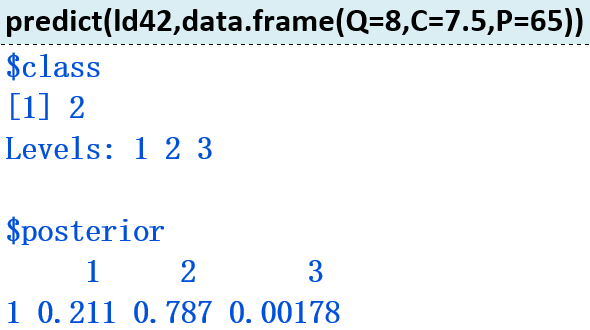 predict(ld42,data.frame(Q=8,C=7.5,P=65))
$class
[1] 2
Levels: 1 2 3
$posterior
1 2 3
1 0.211 0.787 0.00178